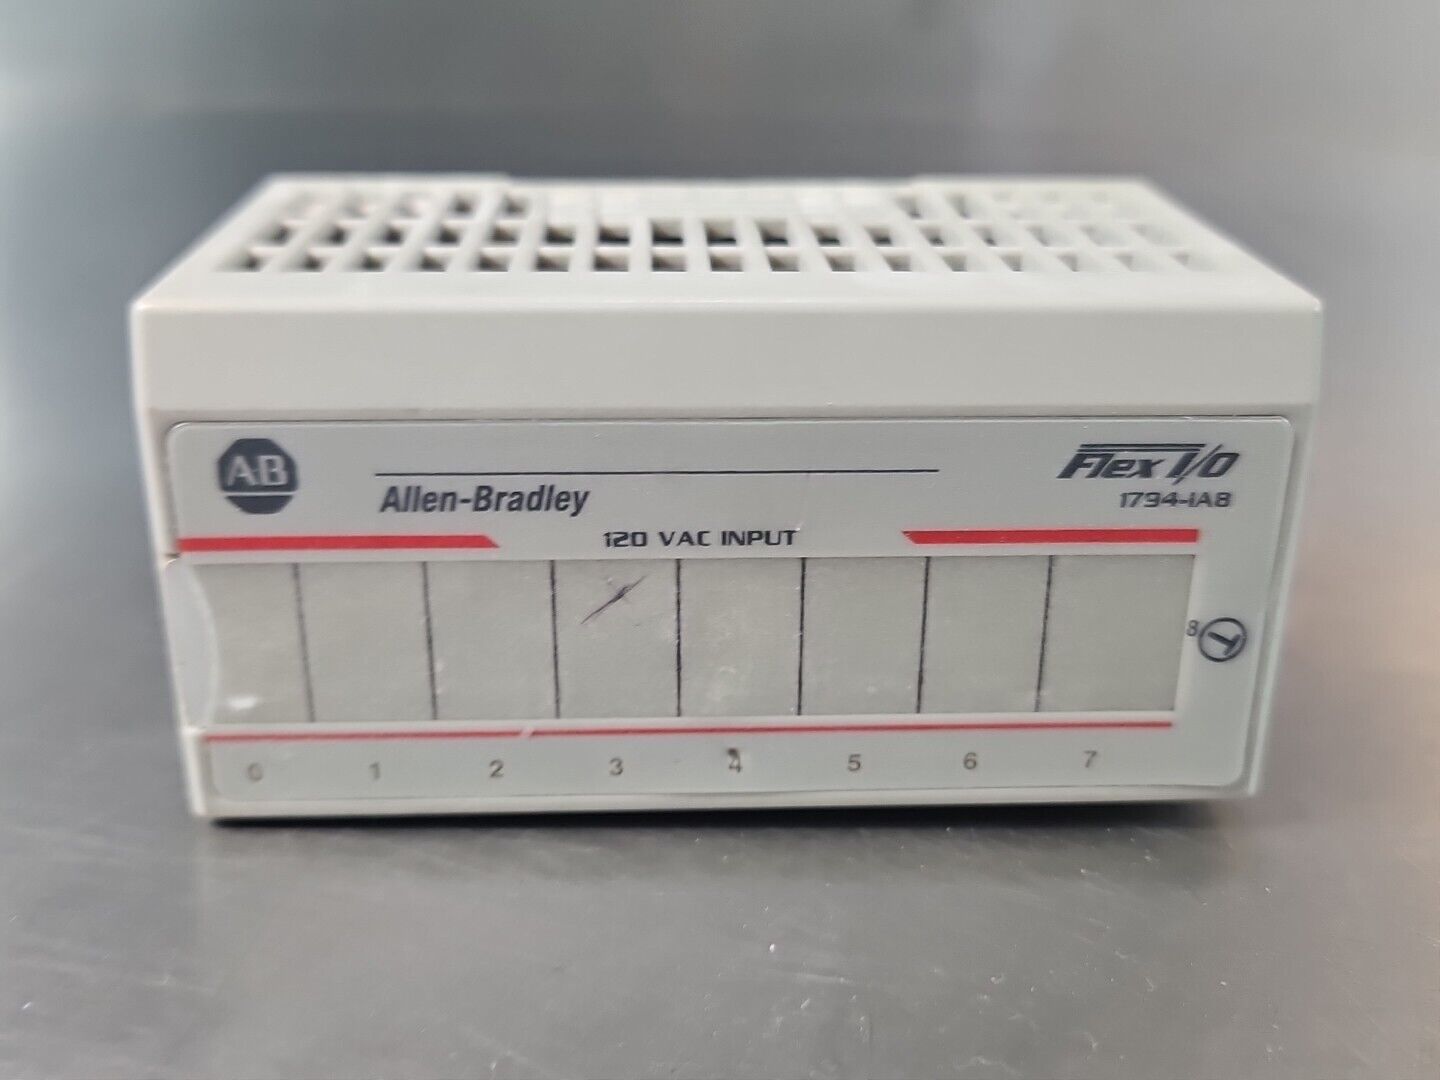 AB
Allen-Bradley
Flex I/O
1794-IA8
120 VAC INPUT
8
0 1 2 3 4 5 6 7